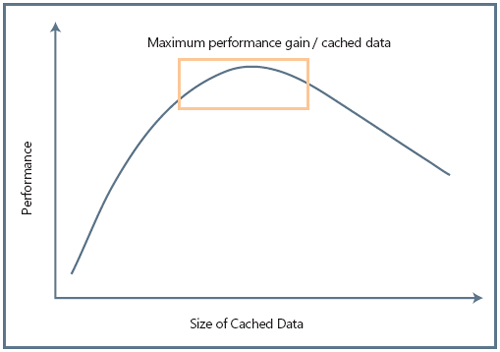 Maximum performance gain / cached data
Performance
Size of Cached Data